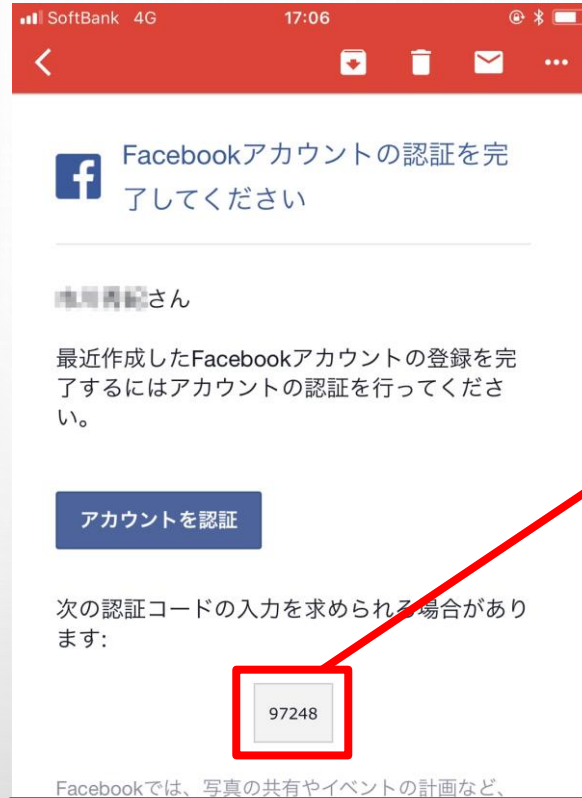 SoftBank 4G 17:06
Facebookアカウントの認証を完
了してください
さん
最近作成したFacebookアカウントの登録を完
了するにはアカウントの認証を行ってくださ
い。
アカウントを認証
次の認証コードの入力を求められる場合があり
ます:
97248
Facebookでは、写真の共有やイベントの計画など、